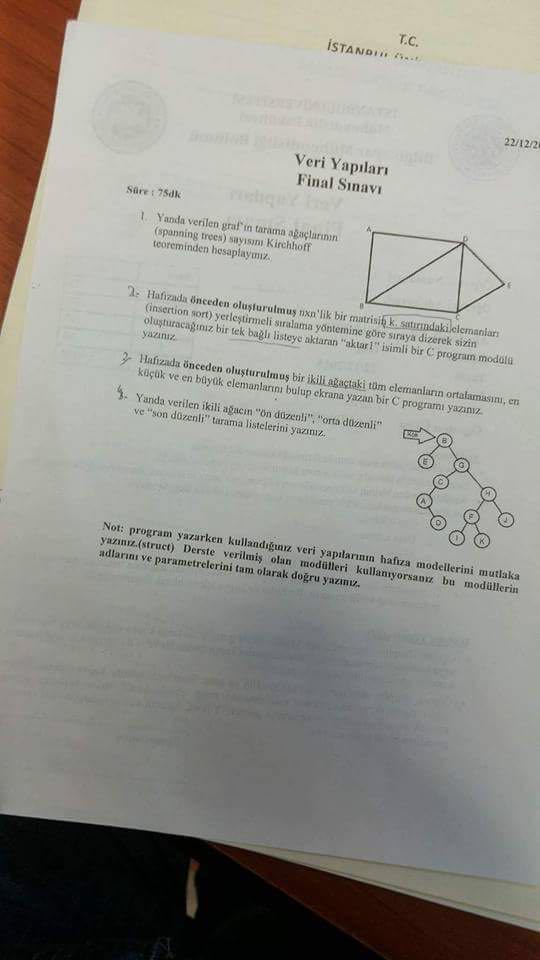 T.C.
İSTANBUL
22/12/20
Veri Yapıları
Final Sınavı
Süre : 75dk
1. Yanda verilen graf'ın tarama ağaçlarının
(spanning trees) sayısını Kirchhoff
teoreminden hesaplayınız.
A
D
E
B
C
2. Hafızada önceden oluşturulmuş nxn'lik bir matrisin k. satırındaki elemanları
(insertion sort) yerleştirmeli sıralama yöntemine göre sıraya dizerek sizin
oluşturacağınız bir tek bağlı listeye aktaran "aktar1" isimli bir C program modülü
yazınız.
3. Hafızada önceden oluşturulmuş bir ikili ağaçtaki tüm elemanların ortalamasını, en
küçük ve en büyük elemanlarını bulup ekrana yazan bir C programı yazınız.
Yanda verilen ikili ağacın "ön düzenli", "orta düzenli"
ve "son düzenli" tarama listelerini yazınız.
Kök
B
E
G
C
H
A
F
J
D
I
K
Not: program yazarken kullandığınız veri yapılarının hafıza modellerini mutlaka
yazınız.(struct) Derste verilmiş olan modülleri kullanıyorsanız bu modüllerin
adlarını ve parametrelerini tam olarak doğru yazınız.